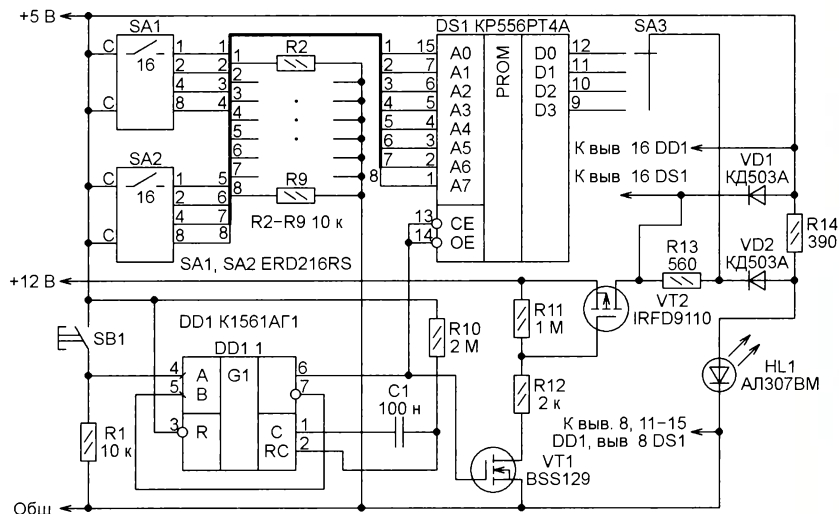 +5 В
SA1
C
16
C
1
2
4
8
1
2
3
4
1
2
3
4
5
6
7
8
R2
R9
R2–R9 10 к
SA2
C
16
C
1
2
4
8
5
6
7
8
SA1, SA2 ERD216RS
DS1 КР556РТ4А
PROM
1
2
3
4
5
6
7
8
15
7
6
5
4
3
2
1
A0
A1
A2
A3
A4
A5
A6
A7
13
14
CE
OE
D0
D1
D2
D3
12
11
10
9
SA3
К выв 16 DD1
К выв 16 DS1
VD1
КД503А
R14
390
R13
560
VD2
КД503А
+12 В
VT2
IRFD9110
R11
1 М
R12
2 к
DD1 К1561АГ1
SB1
DD1 1
4
5
3
A
B
R
G1
C
RC
6
7
1
2
R10
2 М
C1
100 н
R1
10 к
VT1
BSS129
HL1
АЛ307ВМ
К выв. 8, 11–15
DD1, выв 8 DS1
Общ